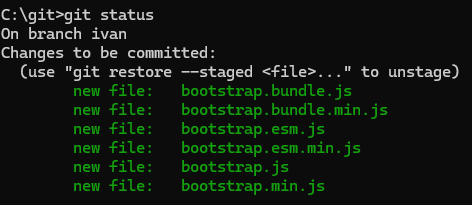 C:\git>git status
On branch ivan
Changes to be committed:
  (use "git restore --staged <file>..." to unstage)
        new file:   bootstrap.bundle.js
        new file:   bootstrap.bundle.min.js
        new file:   bootstrap.esm.js
        new file:   bootstrap.esm.min.js
        new file:   bootstrap.js
        new file:   bootstrap.min.js